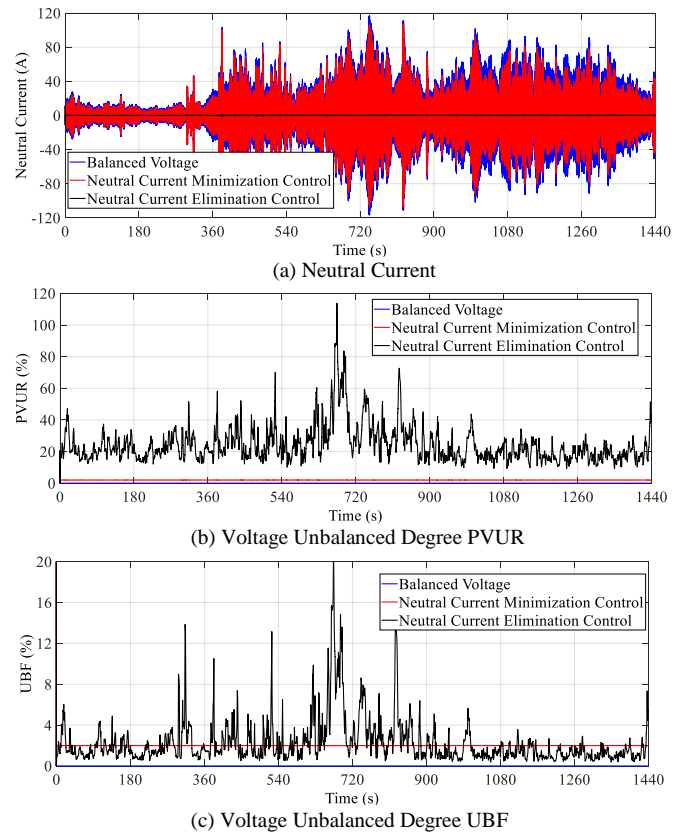 120
80
40
0
-40
-80
-120
Neutral Current (A)
Balanced Voltage
Neutral Current Minimization Control
Neutral Current Elimination Control
0 180 360 540 720 900 1080 1260 1440
Time (s)
(a) Neutral Current
120
100
80
60
40
20
0
PVUR (%)
Balanced Voltage
Neutral Current Minimization Control
Neutral Current Elimination Control
0 180 360 540 720 900 1080 1260 1440
Time (s)
(b) Voltage Unbalanced Degree PVUR
20
16
12
8
4
0
UBF (%)
Balanced Voltage
Neutral Current Minimization Control
Neutral Current Elimination Control
0 180 360 540 720 900 1080 1260 1440
Time (s)
(c) Voltage Unbalanced Degree UBF